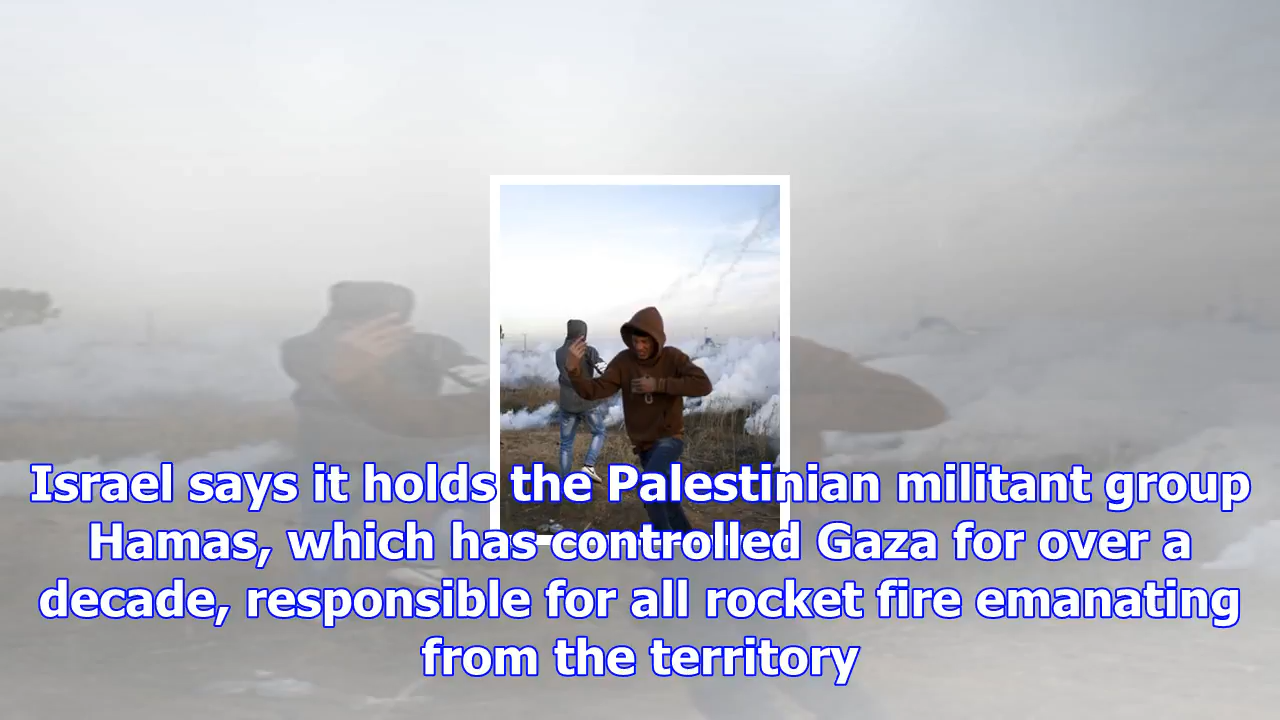 Israel says it holds the Palestinian militant group
Hamas, which has controlled Gaza for over a
decade, responsible for all rocket fire emanating
from the territory